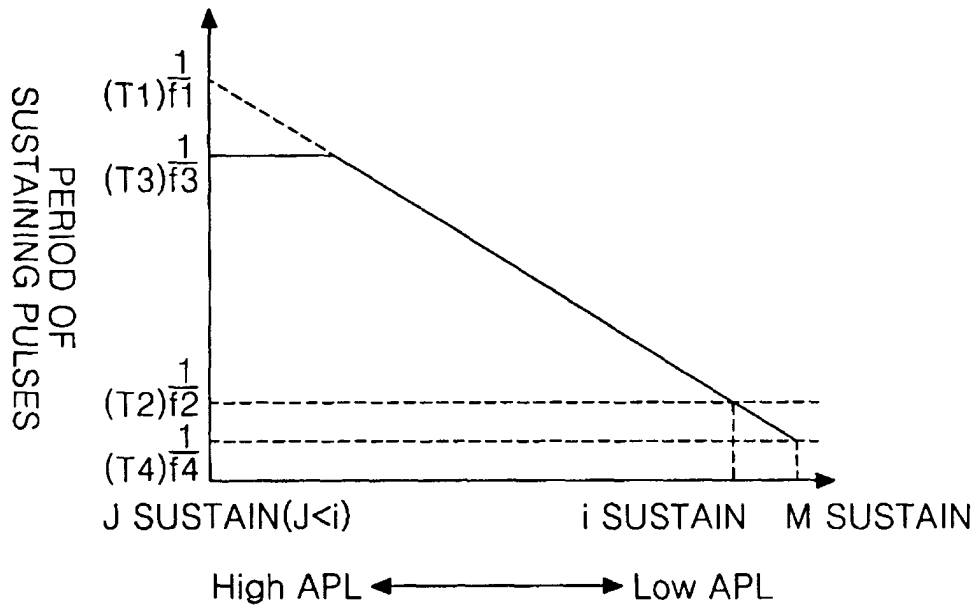 PERIOD OF
SUSTAINING PULSES
(T1) 1/f1
(T3) 1/f3
(T2) 1/f2
(T4) 1/f4
J SUSTAIN(J<i) i SUSTAIN M SUSTAIN
High APL Low APL